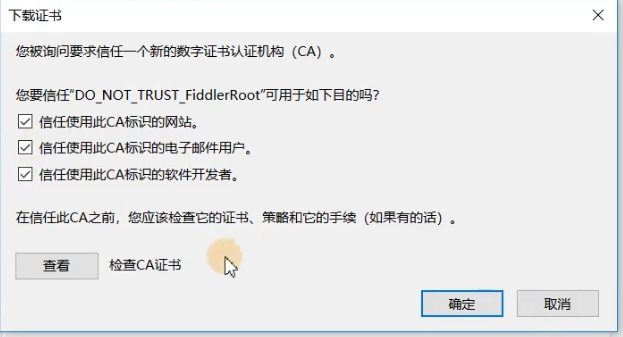 下载证书
您被询问要求信任一个新的数字证书认证机构（CA）。
您要信任“DO_NOT_TRUST_FiddlerRoot”可用于如下目的吗?
信任使用此CA标识的网站。
信任使用此CA标识的电子邮件用户。
信任使用此CA标识的软件开发者。
在信任此CA之前，您应该检查它的证书、策略和它的手续（如果有的话）。
查看 检查CA证书
确定 取消